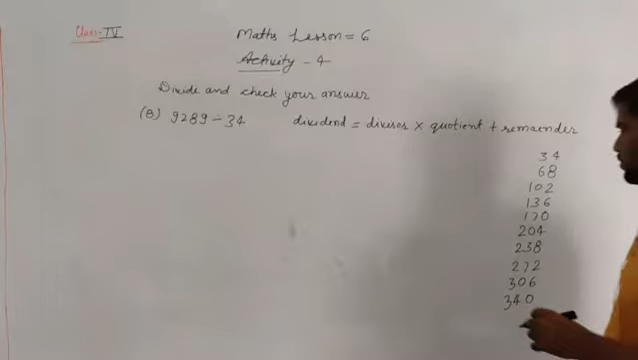 Class-IV
Maths Lesson = 6
Activity - 4
Divide and check your answer
(B) 9289 ÷ 34 dividend = divisor × quotient + remaender
34
68
102
136
170
204
238
272
306
340